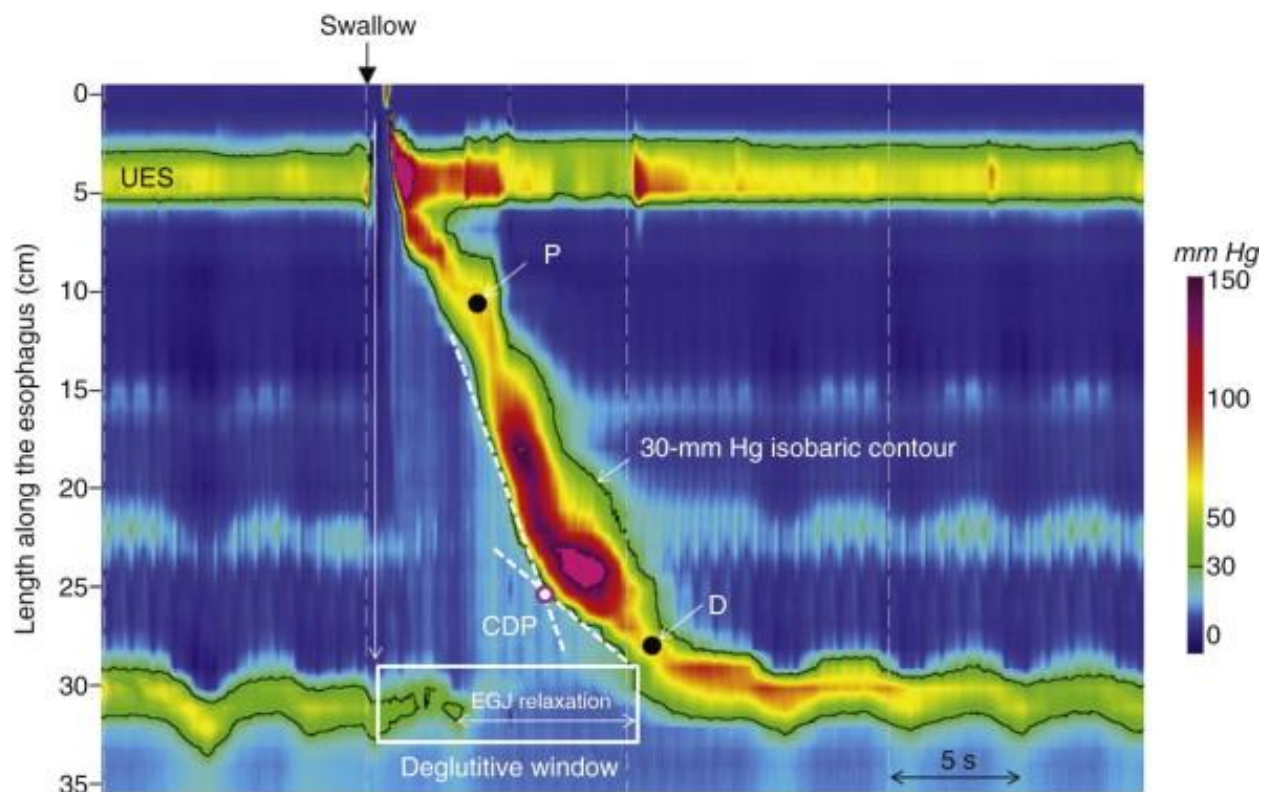 Swallow
0
UES
5
Length along the esophagus (cm)
P
mm Hg
150
10
15
100
30-mm Hg isobaric contour
20
50
30
25
CDP
D
0
30
EGJ relaxation
Deglutitive window
5 s
35